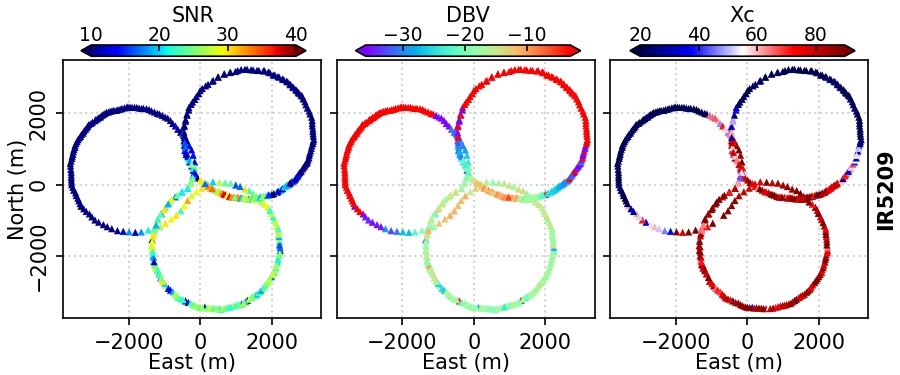 SNR
10 20 30 40
DBV
−30 −20 −10
Xc
20 40 60 80
North (m)
2000
0
−2000
−2000 0 2000
East (m)
−2000 0 2000
East (m)
−2000 0 2000
East (m)
IR5209